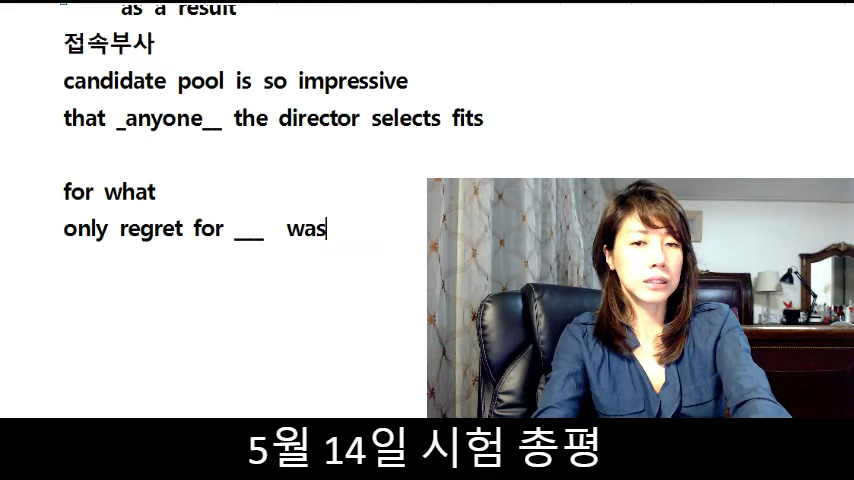 as a result
접속부사
candidate pool is so impressive
that _anyone__ the director selects fits
for what
only regret for ___ was
5월 14일 시험 총평